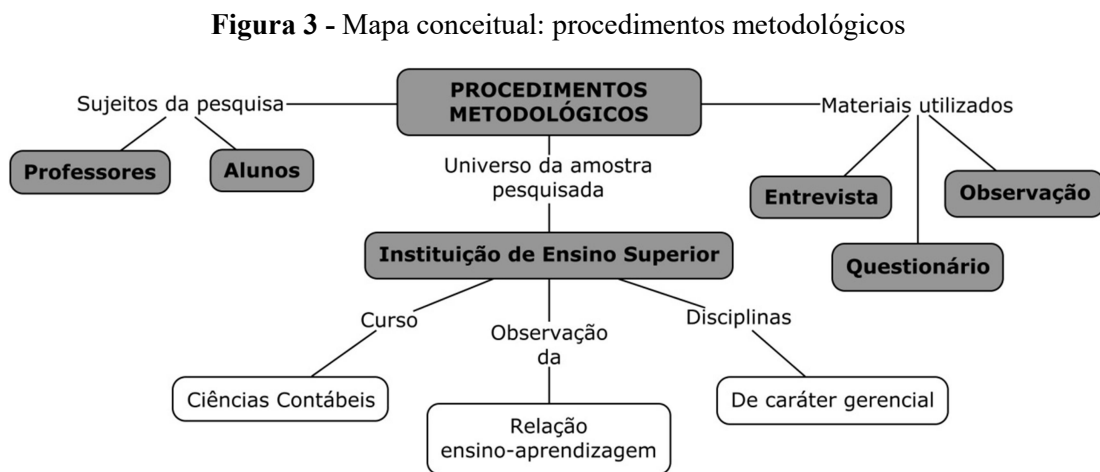 Figura 3 - Mapa conceitual: procedimentos metodológicos
PROCEDIMENTOS
METODOLÓGICOS
Sujeitos da pesquisa
Materiais utilizados
Professores
Alunos
Universo da amostra
pesquisada
Entrevista
Observação
Questionário
Instituição de Ensino Superior
Curso
Observação
da
Disciplinas
Ciências Contábeis
Relação
ensino-aprendizagem
De caráter gerencial